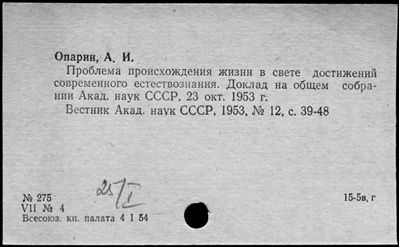 Опарин, А. И.
Проблема происхождения жизни в свете достижений
современного естествознания. Доклад на общем собра-
нии Акад. наук СССР, 23 окт. 1953 г.
Вестник Акад. наук СССР, 1953, № 12, с. 39-48
25/I
№ 275
15-5в, г
VII № 4
Всесоюз. кн. палата 4 I 54